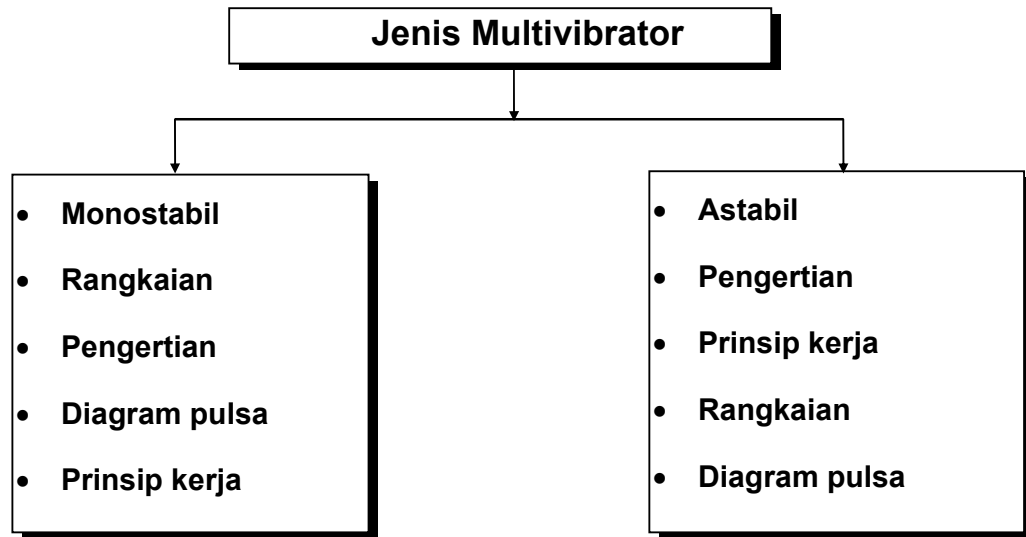 Jenis Multivibrator
• Monostabil
• Rangkaian
• Pengertian
• Diagram pulsa
• Prinsip kerja
• Astabil
• Pengertian
• Prinsip kerja
• Rangkaian
• Diagram pulsa